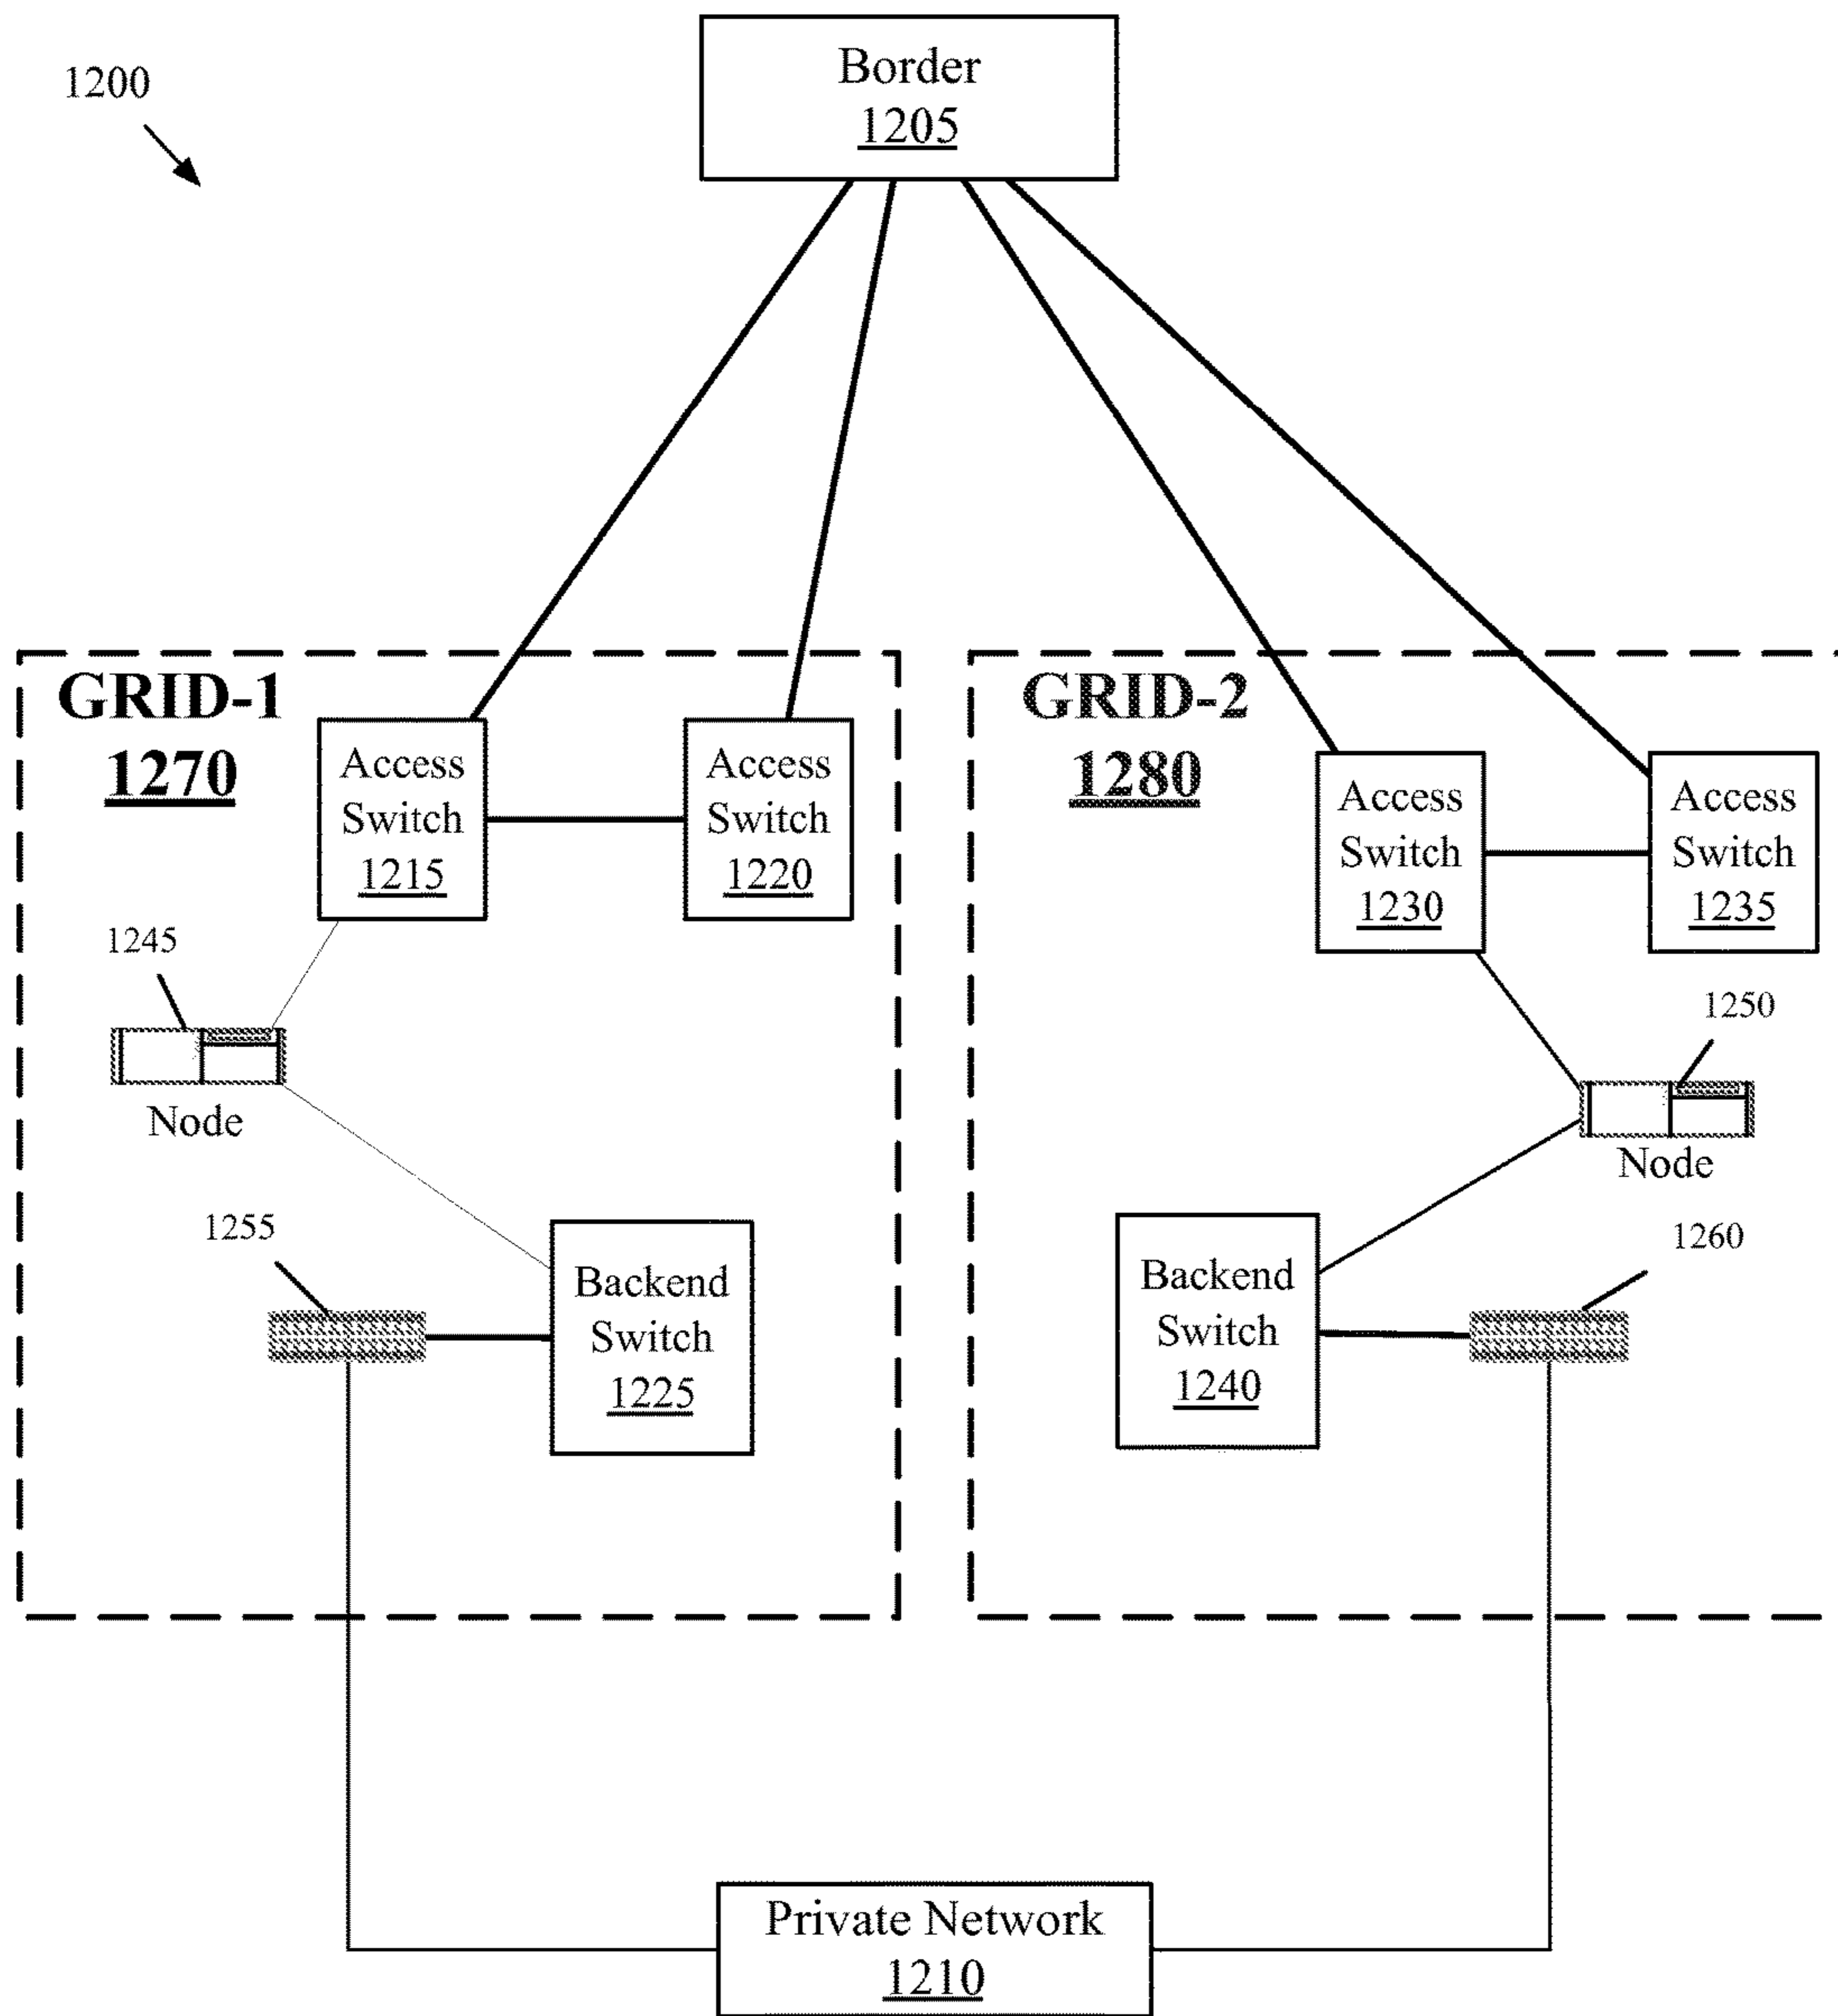 1200
Border
1205
GRID-1
1270
Access
Switch
1215
Access
Switch
1220
GRID-2
1280
Access
Switch
1230
Access
Switch
1235
1245
Node
1250
Node
1255
Backend
Switch
1225
Backend
Switch
1240
1260
Private Network
1210